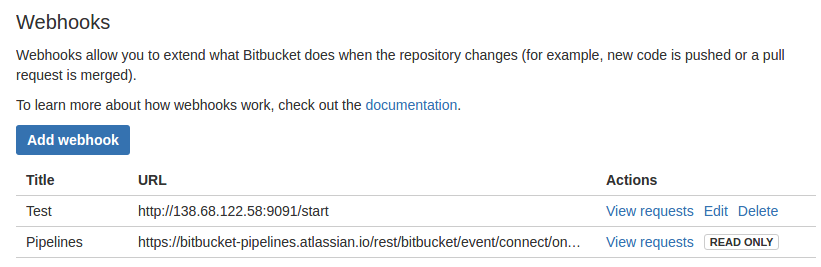 Webhooks
Webhooks allow you to extend what Bitbucket does when the repository changes (for example, new code is pushed or a pull
request is merged).
To learn more about how webhooks work, check out the documentation.
Add webhook
Title URL Actions
Test http://138.68.122.58:9091/start View requests Edit Delete
Pipelines https://bitbucket-pipelines.atlassian.io/rest/bitbucket/event/connect/on… View requests READ ONLY